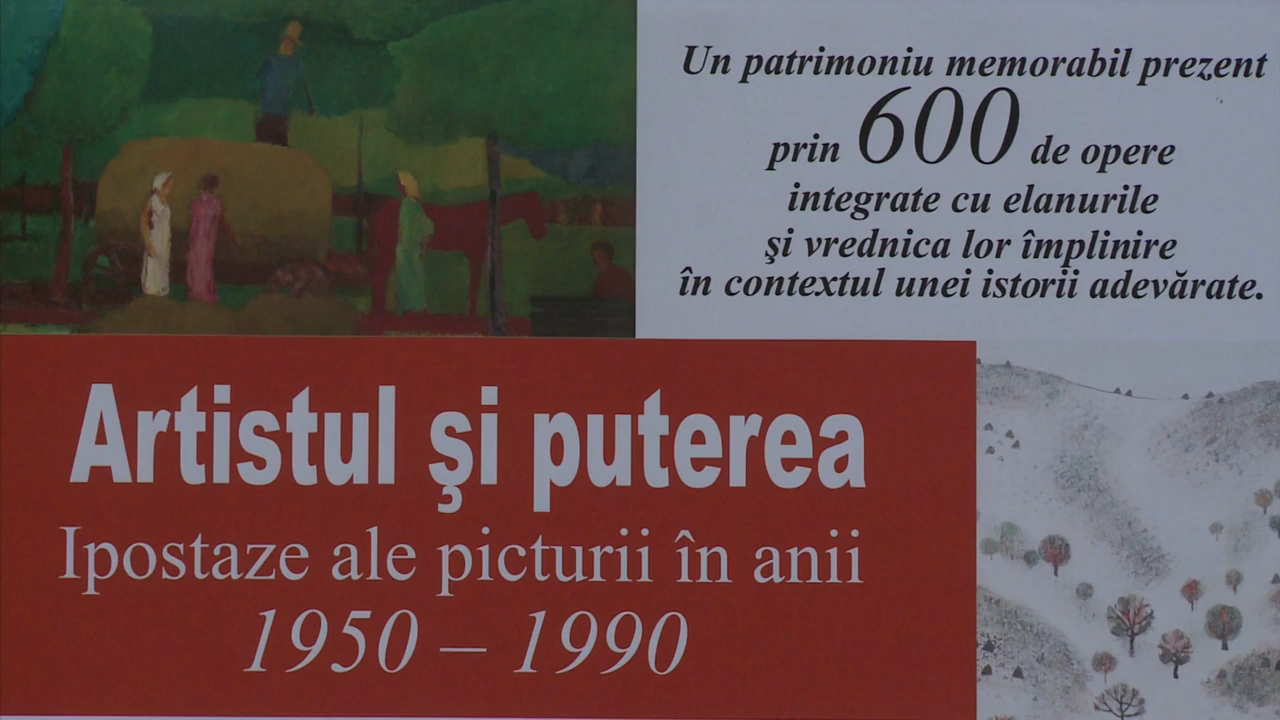 Un patrimoniu memorabil prezent
prin 600 de opere
integrate cu elanurile
şi vrednica lor împlinire
în contextul unei istorii adevărate.
Artistul şi puterea
Ipostaze ale picturii în anii
1950 – 1990